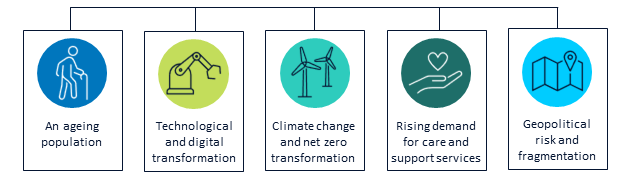 An ageing
population
Technological
and digital
transformation
Climate change
and net zero
transformation
Rising demand
for care and
support services
Geopolitical
risk and
fragmentation